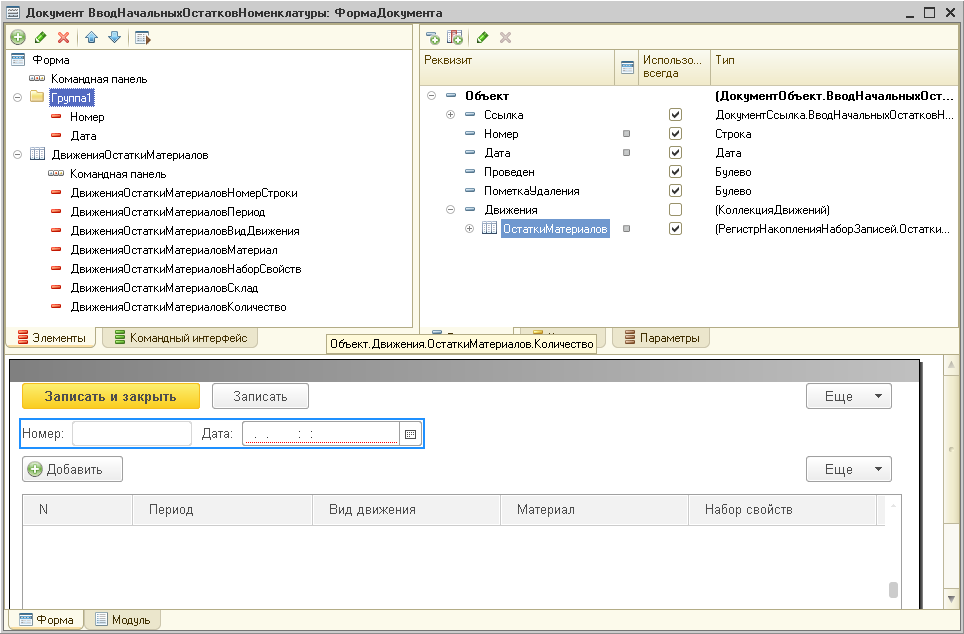 Документ ВводНачальныхОстатковНоменклатуры: ФормаДокумента
Форма
Командная панель
Группа1
Номер
Дата
ДвиженияОстаткиМатериалов
Командная панель
ДвиженияОстаткиМатериаловНомерСтроки
ДвиженияОстаткиМатериаловПериод
ДвиженияОстаткиМатериаловВидДвижения
ДвиженияОстаткиМатериаловМатериал
ДвиженияОстаткиМатериаловНаборСвойств
ДвиженияОстаткиМатериаловСклад
ДвиженияОстаткиМатериаловКоличество
Элементы Командный интерфейс
Реквизит Использо... всегда Тип
Объект (ДокументОбъект.ВводНачальныхОст...
Ссылка ДокументСсылка.ВводНачальныхОстатковН...
Номер Строка
Дата Дата
Проведен Булево
ПометкаУдаления Булево
Движения (КоллекцияДвижений)
ОстаткиМатериалов (РегистрНакопленияНаборЗаписей.Остатки...
Параметры
Объект.Движения.ОстаткиМатериалов.Количество
Записать и закрыть Записать Еще
Номер: Дата: . . : :
Добавить Еще
N Период Вид движения Материал Набор свойств
Форма Модуль